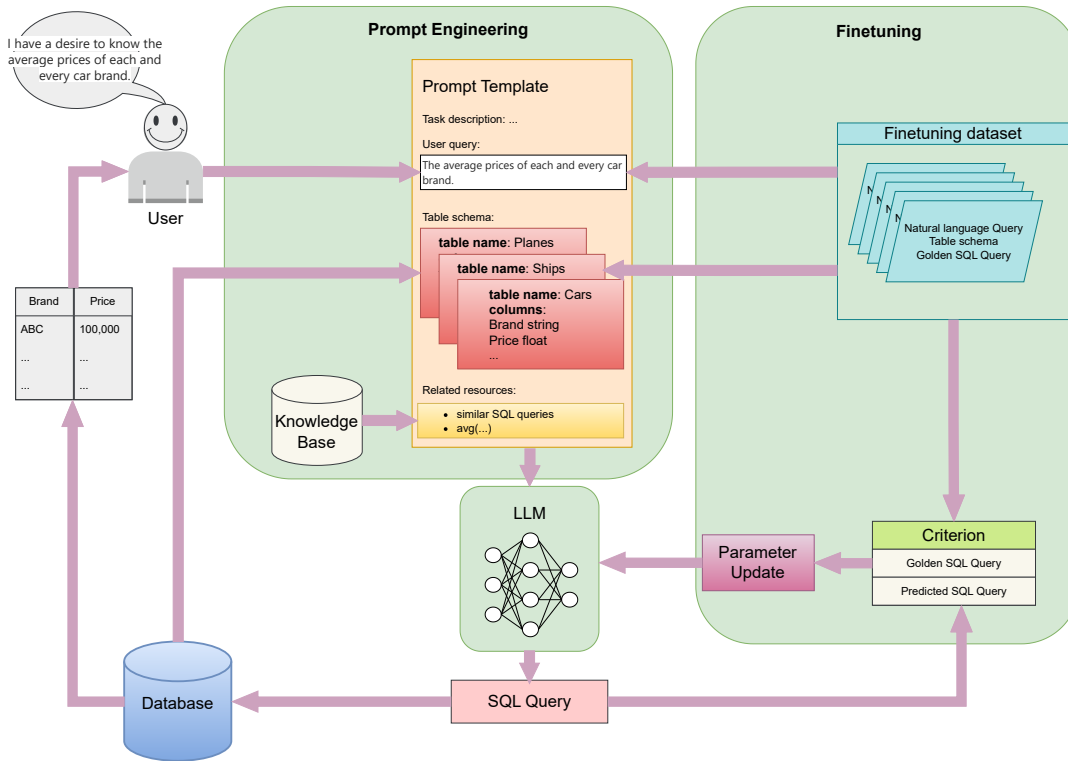 I have a desire to know the
average prices of each and
every car brand.
User
Prompt Engineering
Prompt Template
Task description: ...
User query:
The average prices of each and every car
brand.
Table schema:
table name: Planes
table name: Ships
table name: Cars
columns:
Brand string
Price float
...
Related resources:
• similar SQL queries
• avg(...)
Knowledge
Base
Finetuning
Finetuning dataset
N
N
N
N
Natural language Query
Table schema
Golden SQL Query
Brand Price
ABC 100,000
... ...
... ...
LLM
Parameter
Update
Criterion
Golden SQL Query
Predicted SQL Query
Database
SQL Query